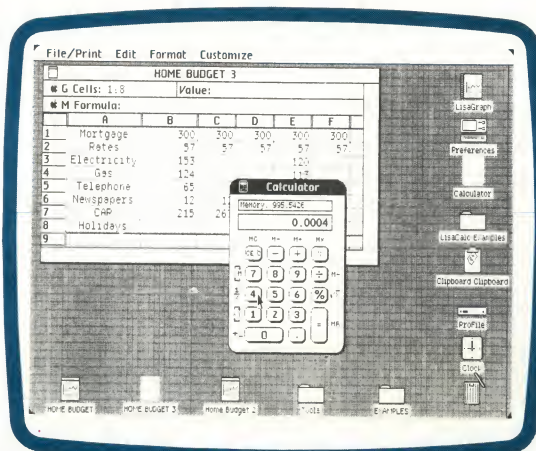 File/Print Edit Format Customize
HOME BUDGET 3
G Cells: 1:8 Value:
M Formula:
A B C D E F
1 Mortgage 300 300 300 300 300
2 Rates 57 57 57 57 57
3 Electricity 153 120
4 Gas 124
5 Telephone 65
6 Newspapers 12
7 CAR 215
8 Holidays
9
Calculator
Memory: 995.5426
0.0004
MC M- M+ M×
CE C - + ×
7 8 9 ÷ M÷
4 5 6 %
1 2 3 = MR
0 .
LisaGraph
Preferences
Calculator
LisaCalc Examples
Clipboard Clipboard
ProFile
Clock
HOME BUDGET
HOME BUDGET 3
Home Budget 2
Tools
EXAMPLES